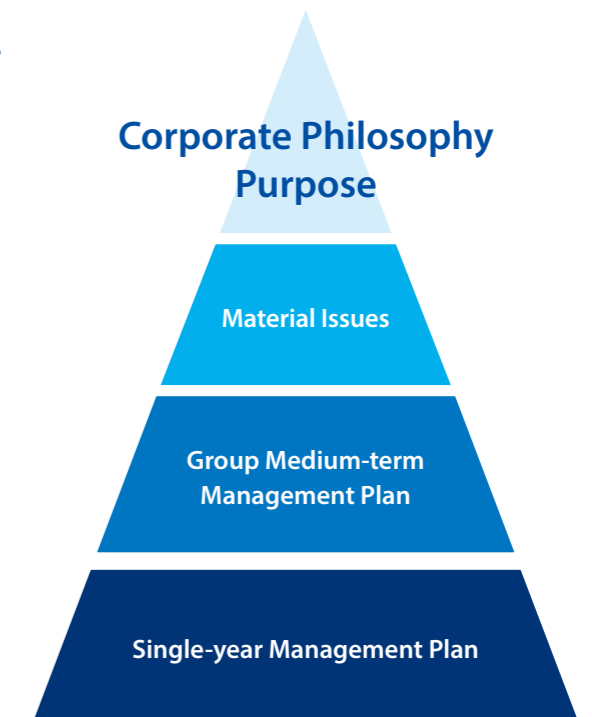 Corporate Philosophy
Purpose
Material Issues
Group Medium-term
Management Plan
Single-year Management Plan